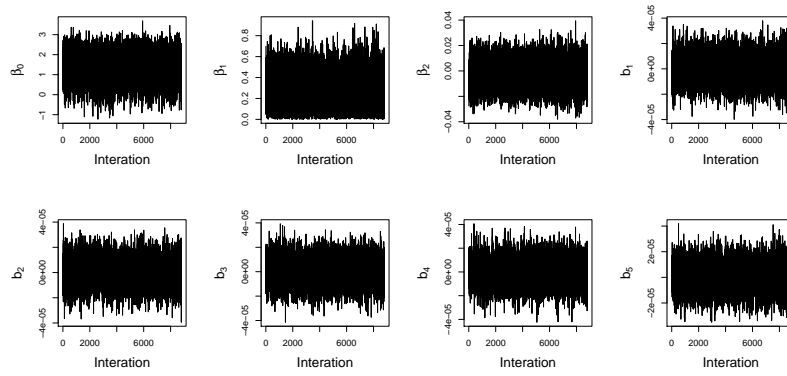 β0
-1 0 1 2 3
0 2000 6000
Interation
β1
0.0 0.2 0.4 0.6 0.8
0 2000 6000
Interation
β2
-0.04 0.00 0.02 0.04
0 2000 6000
Interation
b1
-4e-05 0e+00 4e-05
0 2000 6000
Interation
b2
-4e-05 0e+00 4e-05
0 2000 6000
Interation
b3
-4e-05 0e+00 4e-05
0 2000 6000
Interation
b4
-4e-05 0e+00 4e-05
0 2000 6000
Interation
b5
-2e-05 2e-05
0 2000 6000
Interation